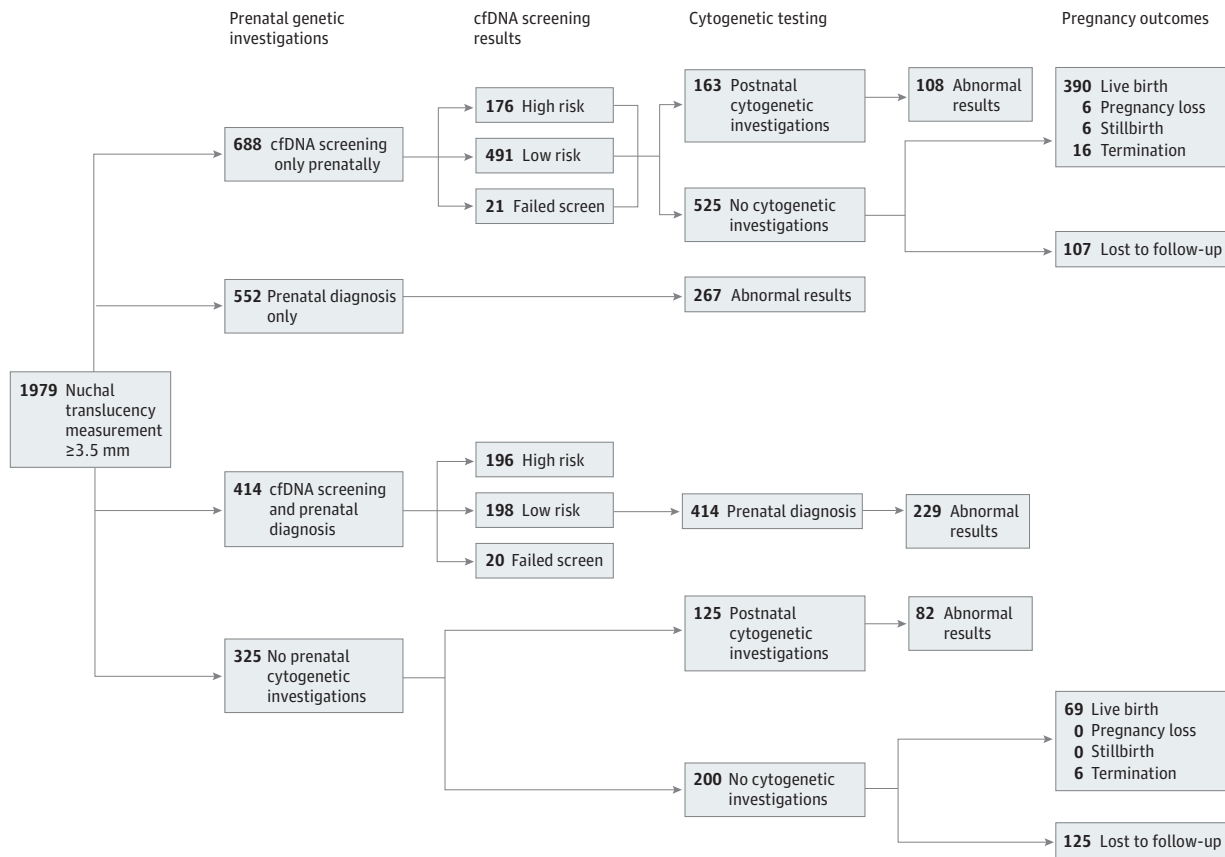 Prenatal genetic
investigations
cfDNA screening
results
Cytogenetic testing
Pregnancy outcomes
1979 Nuchal
translucency
measurement
≥3.5 mm
688 cfDNA screening
only prenatally
176 High risk
491 Low risk
21 Failed screen
163 Postnatal
cytogenetic
investigations
108 Abnormal
results
525 No cytogenetic
investigations
390 Live birth
6 Pregnancy loss
6 Stillbirth
16 Termination
107 Lost to follow-up
552 Prenatal diagnosis
only
267 Abnormal results
414 cfDNA screening
and prenatal
diagnosis
196 High risk
198 Low risk
20 Failed screen
414 Prenatal diagnosis
229 Abnormal
results
325 No prenatal
cytogenetic
investigations
125 Postnatal
cytogenetic
investigations
82 Abnormal
results
200 No cytogenetic
investigations
69 Live birth
0 Pregnancy loss
0 Stillbirth
6 Termination
125 Lost to follow-up